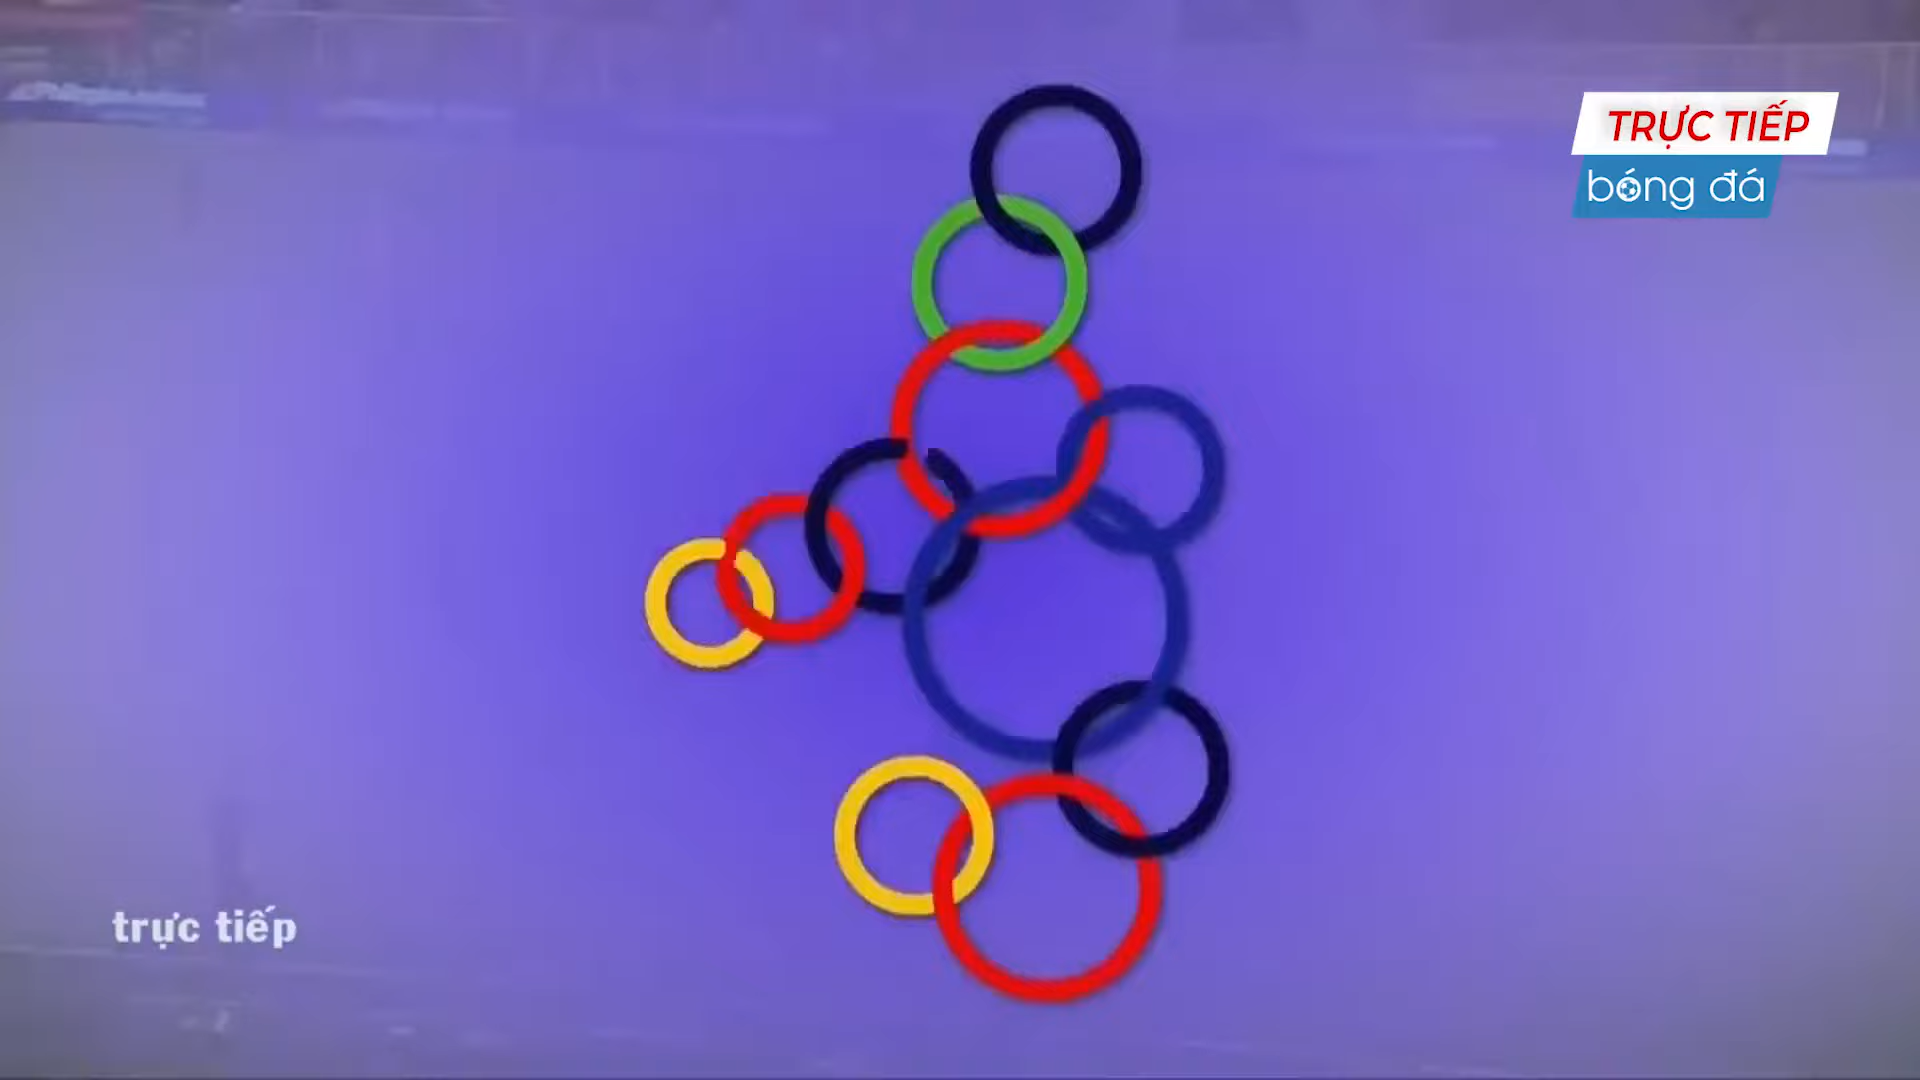 TRỰC TIẾP
bóng đá
trực tiếp